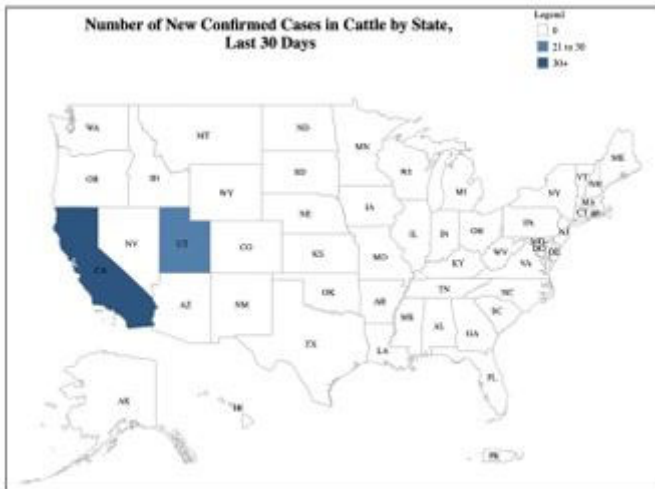 Number of New Confirmed Cases in Cattle by State,
Last 30 Days
Legend
0
21 to 30
30+
WA
MT
ND
MN
ME
OR
ID
SD
WI
VT
NH
WY
MI
NY
MA
CT
RI
NE
IA
PA
NJ
NV
UT
CO
IL
IN
OH
MD
DE
CA
KS
MO
KY
WV
VA
AZ
NM
OK
AR
TN
NC
SC
TX
LA
MS
AL
GA
FL
AK
HI
PR